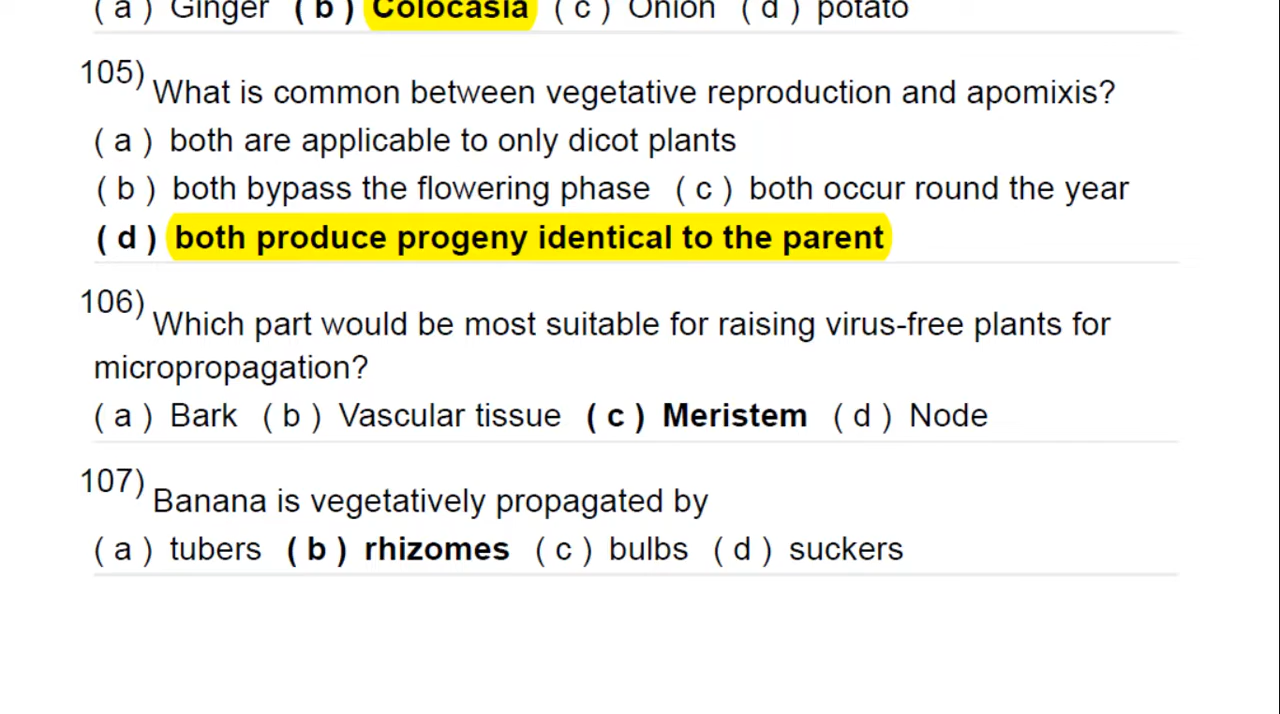 ( a ) Ginger ( b ) Colocasia ( c ) Onion ( d ) potato
105) What is common between vegetative reproduction and apomixis?
( a ) both are applicable to only dicot plants
( b ) both bypass the flowering phase ( c ) both occur round the year
( d ) both produce progeny identical to the parent
106) Which part would be most suitable for raising virus-free plants for
micropropagation?
( a ) Bark ( b ) Vascular tissue ( c ) Meristem ( d ) Node
107) Banana is vegetatively propagated by
( a ) tubers ( b ) rhizomes ( c ) bulbs ( d ) suckers